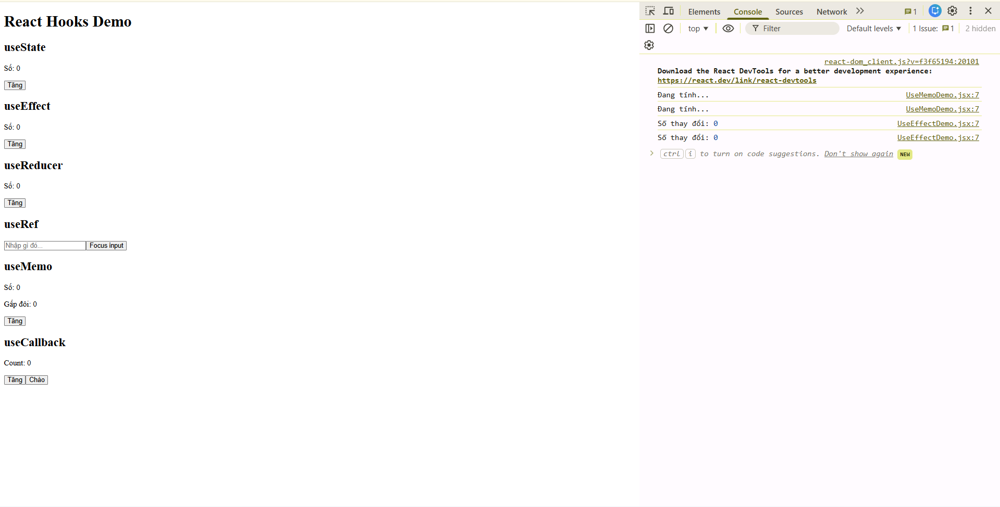 React Hooks Demo
useState
Số: 0
Tăng
useEffect
Số: 0
Tăng
useReducer
Số: 0
Tăng
useRef
Nhập gì đó...
Focus input
useMemo
Số: 0
Gấp đôi: 0
Tăng
useCallback
Count: 0
Tăng Chào
Elements Console Sources Network 1
top Filter Default levels 1 Issue: 1 2 hidden
react-dom_client.js?v=f3f65194:20101
Download the React DevTools for a better development experience:
https://react.dev/link/react-devtools
Đang tính... UseMemoDemo.jsx:7
Đang tính... UseMemoDemo.jsx:7
Số thay đổi: 0 UseEffectDemo.jsx:7
Số thay đổi: 0 UseEffectDemo.jsx:7
ctrl i to turn on code suggestions. Don't show again NEW